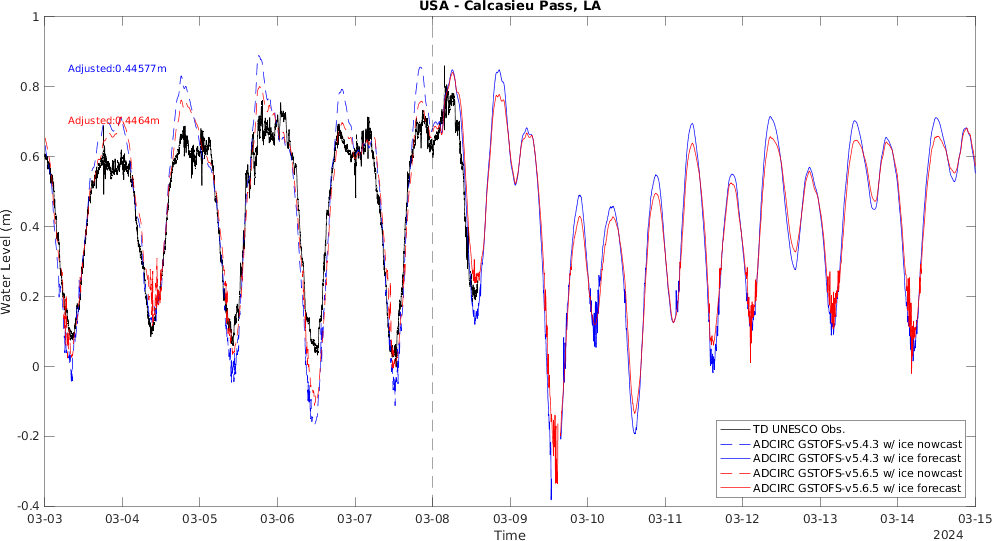 USA - Calcasieu Pass, LA
1
0.8
0.6
0.4
0.2
0
-0.2
-0.4
Water Level (m)
Adjusted:0.44577m
Adjusted:0.4464m
TD UNESCO Obs.
ADCIRC GSTOFS-v5.4.3 w/ ice nowcast
ADCIRC GSTOFS-v5.4.3 w/ ice forecast
ADCIRC GSTOFS-v5.6.5 w/ ice nowcast
ADCIRC GSTOFS-v5.6.5 w/ ice forecast
03-03 03-04 03-05 03-06 03-07 03-08 03-09 03-10 03-11 03-12 03-13 03-14 03-15
Time
2024